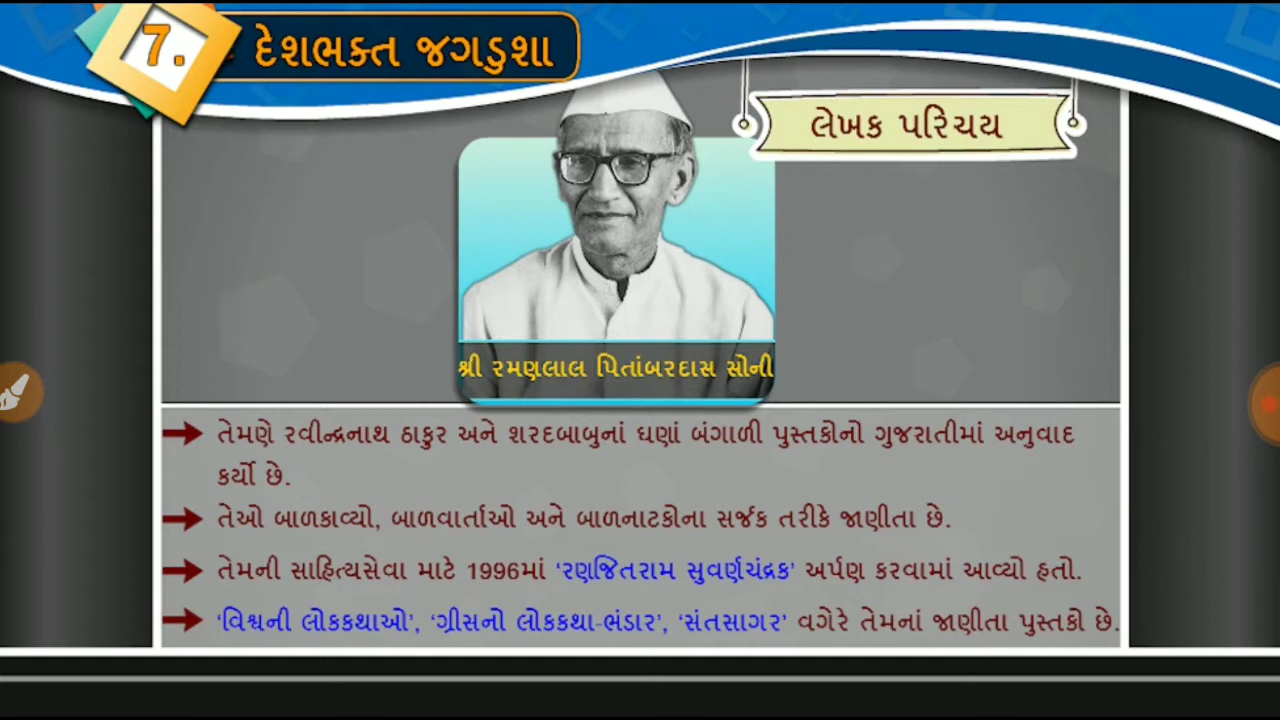 7. દેશભક્ત જગડુશા
લેખક પરિચય
શ્રી રમણલાલ પિતાંબરદાસ સોની
તેમણે રવીન્દ્રનાથ ઠાકુર અને શરદબાબુનાં ઘણાં બંગાળી પુસ્તકોનો ગુજરાતીમાં અનુવાદ
કર્યો છે.
તેઓ બાળકાવ્યો, બાળવાર્તાઓ અને બાળનાટકોના સર્જક તરીકે જાણીતા છે.
તેમની સાહિત્યસેવા માટે 1996માં ‘રણજિતરામ સુવર્ણચંદ્રક’ અર્પણ કરવામાં આવ્યો હતો.
‘વિશ્વની લોકકથાઓ’, ‘ગ્રીસનો લોકકથા-ભંડાર’, ‘સંતસાગર’ વગેરે તેમનાં જાણીતા પુસ્તકો છે.